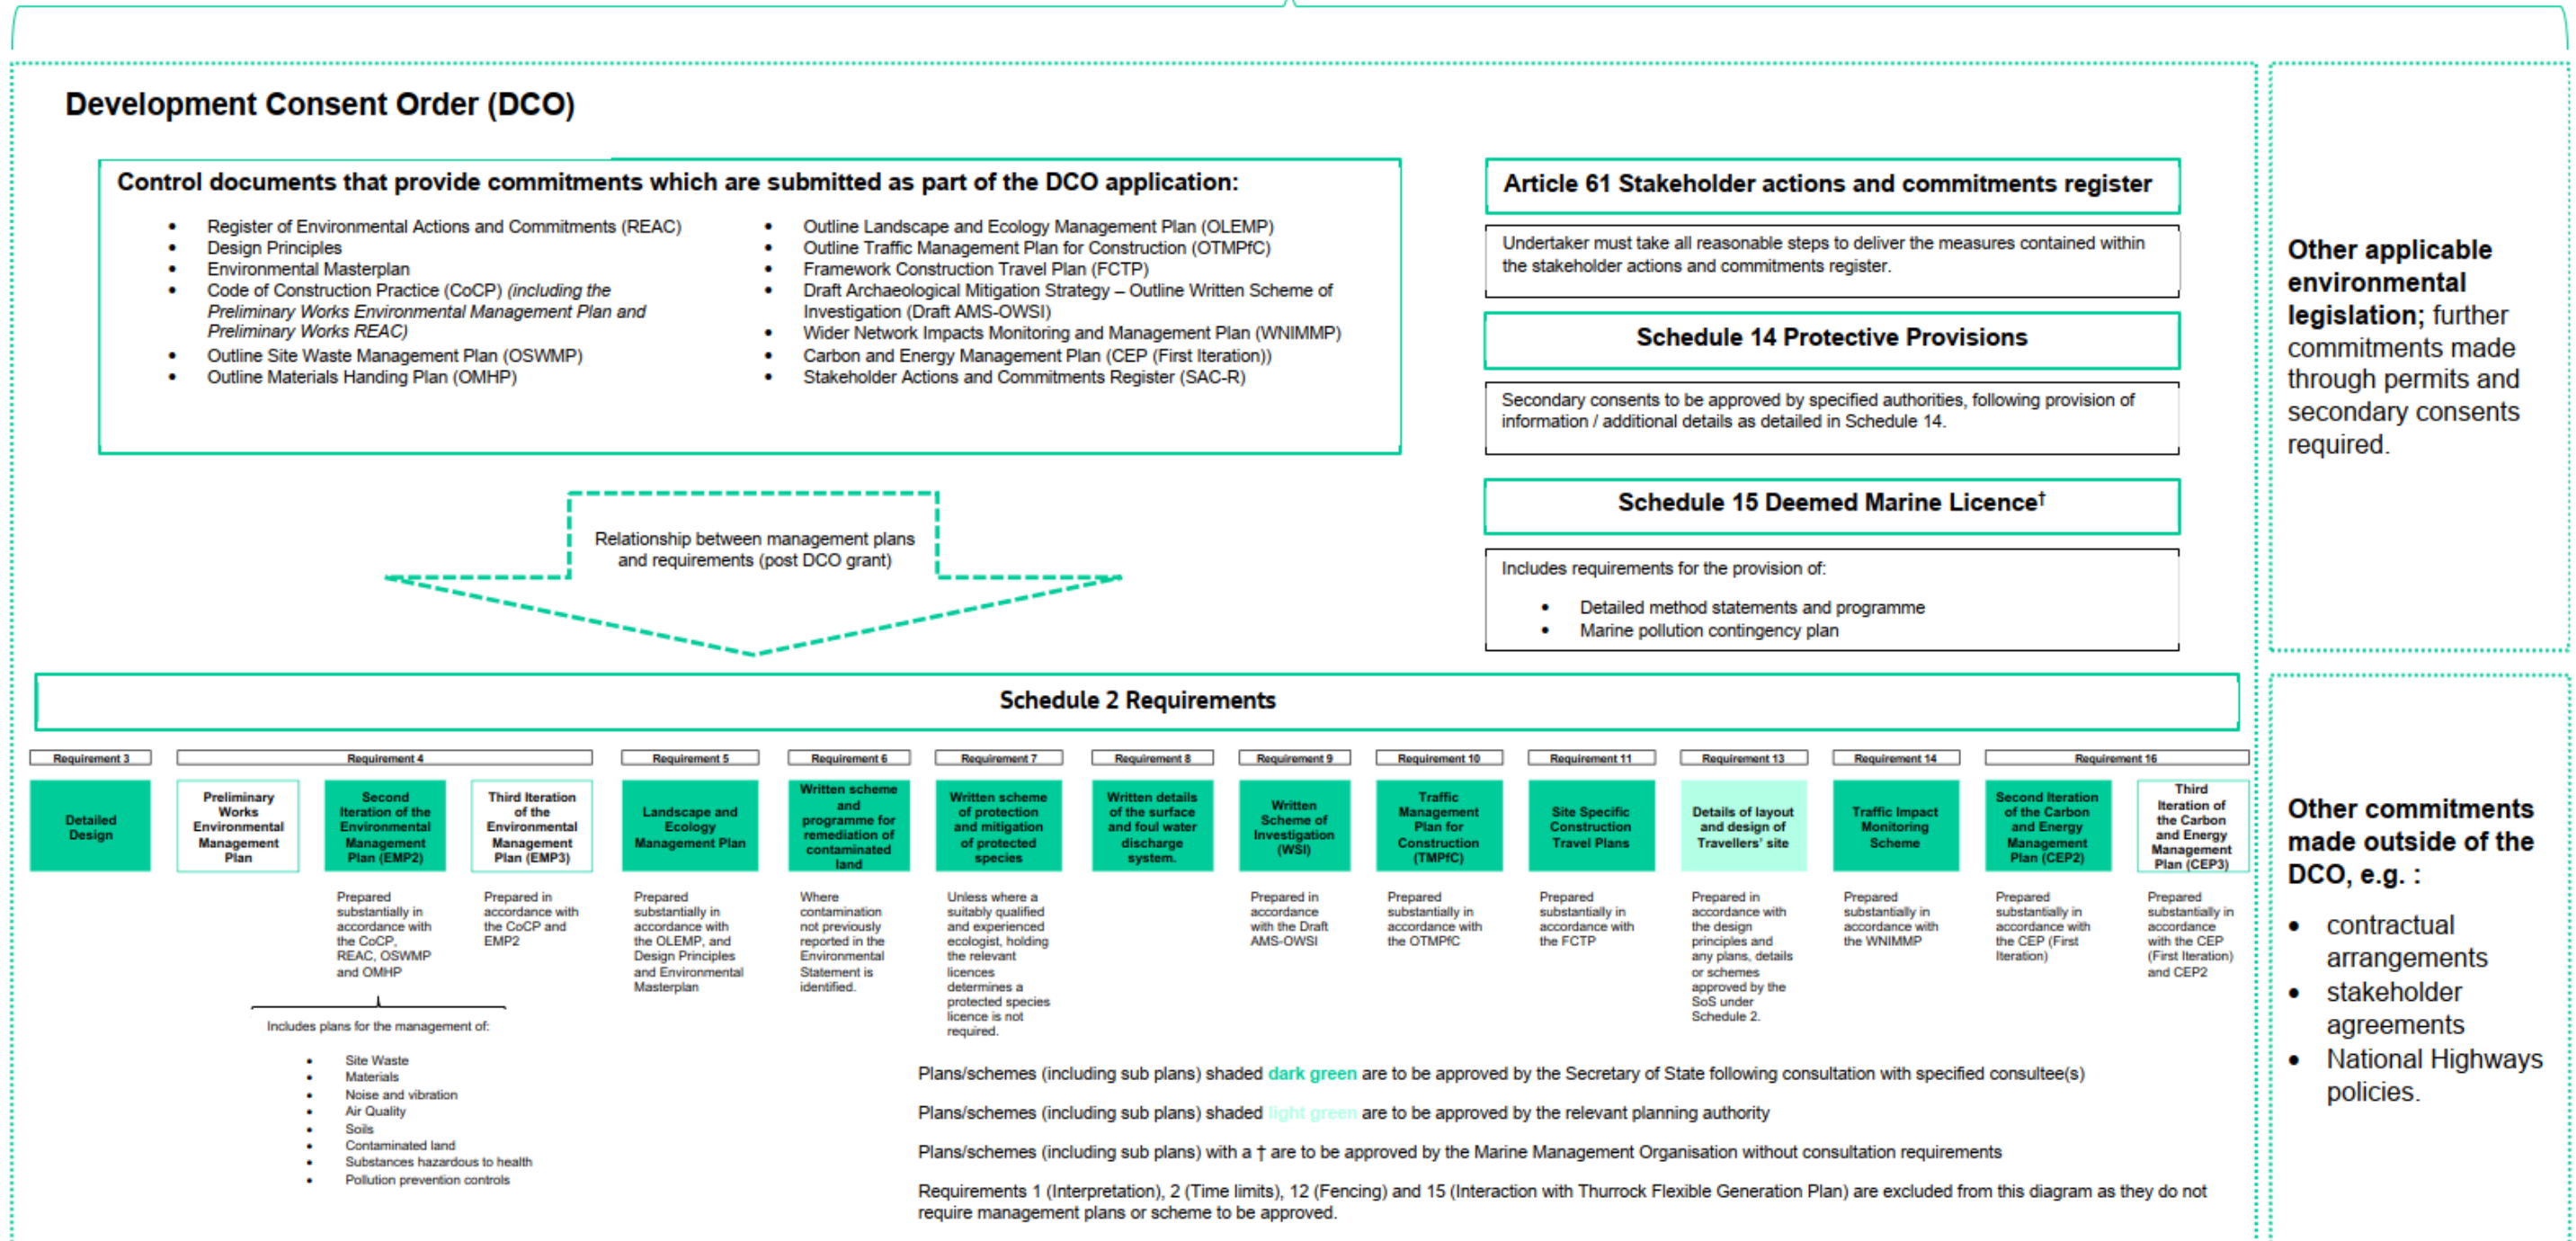 Development Consent Order (DCO)
Control documents that provide commitments which are submitted as part of the DCO application:
• Register of Environmental Actions and Commitments (REAC)
• Design Principles
• Environmental Masterplan
• Code of Construction Practice (CoCP) (including the
Preliminary Works Environmental Management Plan and
Preliminary Works REAC)
• Outline Site Waste Management Plan (OSWMP)
• Outline Materials Handing Plan (OMHP)
• Outline Landscape and Ecology Management Plan (OLEMP)
• Outline Traffic Management Plan for Construction (OTMPfC)
• Framework Construction Travel Plan (FCTP)
• Draft Archaeological Mitigation Strategy – Outline Written Scheme of
Investigation (Draft AMS-OWSI)
• Wider Network Impacts Monitoring and Management Plan (WNIMMP)
• Carbon and Energy Management Plan (CEP (First Iteration))
• Stakeholder Actions and Commitments Register (SAC-R)
Article 61 Stakeholder actions and commitments register
Undertaker must take all reasonable steps to deliver the measures contained within
the stakeholder actions and commitments register.
Schedule 14 Protective Provisions
Secondary consents to be approved by specified authorities, following provision of
information / additional details as detailed in Schedule 14.
Schedule 15 Deemed Marine Licence†
Includes requirements for the provision of:
• Detailed method statements and programme
• Marine pollution contingency plan
Other applicable
environmental
legislation; further
commitments made
through permits and
secondary consents
required.
Relationship between management plans
and requirements (post DCO grant)
Schedule 2 Requirements
Requirement 3
Detailed
Design
Requirement 4
Preliminary
Works
Environmental
Management
Plan
Second
Iteration of the
Environmental
Management
Plan (EMP2)
Prepared
substantially in
accordance with
the CoCP,
REAC, OSWMP
and OMHP
Third Iteration
of the
Environmental
Management
Plan (EMP3)
Prepared in
accordance with
the CoCP and
EMP2
Includes plans for the management of:
• Site Waste
• Materials
• Noise and vibration
• Air Quality
• Soils
• Contaminated land
• Substances hazardous to health
• Pollution prevention controls
Requirement 5
Landscape and
Ecology
Management Plan
Prepared
substantially in
accordance with
the OLEMP, and
Design Principles
and Environmental
Masterplan
Requirement 6
Written scheme
and
programme for
remediation of
contaminated
land
Where
contamination
not previously
reported in the
Environmental
Statement is
identified.
Requirement 7
Written scheme
of protection
and mitigation
of protected
species
Unless where a
suitably qualified
and experienced
ecologist, holding
the relevant
licences
determines a
protected species
licence is not
required.
Requirement 8
Written details
of the surface
and foul water
discharge
system.
Requirement 9
Written
Scheme of
Investigation
(WSI)
Prepared in
accordance
with the Draft
AMS-OWSI
Requirement 10
Traffic
Management
Plan for
Construction
(TMPfC)
Prepared
substantially in
accordance with
the OTMPfC
Requirement 11
Site Specific
Construction
Travel Plans
Prepared
substantially in
accordance with
the FCTP
Requirement 13
Details of layout
and design of
Travellers' site
Prepared in
accordance with
the design
principles and
any plans, details
or schemes
approved by the
SoS under
Schedule 2.
Requirement 14
Traffic Impact
Monitoring
Scheme
Prepared
substantially in
accordance with
the WNIMMP
Requirement 16
Second Iteration
of the Carbon
and Energy
Management
Plan (CEP2)
Prepared
substantially in
accordance with
the CEP (First
Iteration)
Third
Iteration of
the Carbon
and Energy
Management
Plan (CEP3)
Prepared
substantially in
accordance
with the CEP
(First Iteration)
and CEP2
Plans/schemes (including sub plans) shaded dark green are to be approved by the Secretary of State following consultation with specified consultee(s)
Plans/schemes (including sub plans) shaded light green are to be approved by the relevant planning authority
Plans/schemes (including sub plans) with a † are to be approved by the Marine Management Organisation without consultation requirements
Requirements 1 (Interpretation), 2 (Time limits), 12 (Fencing) and 15 (Interaction with Thurrock Flexible Generation Plan) are excluded from this diagram as they do not
require management plans or scheme to be approved.
Other commitments
made outside of the
DCO, e.g. :
• contractual
arrangements
• stakeholder
agreements
• National Highways
policies.